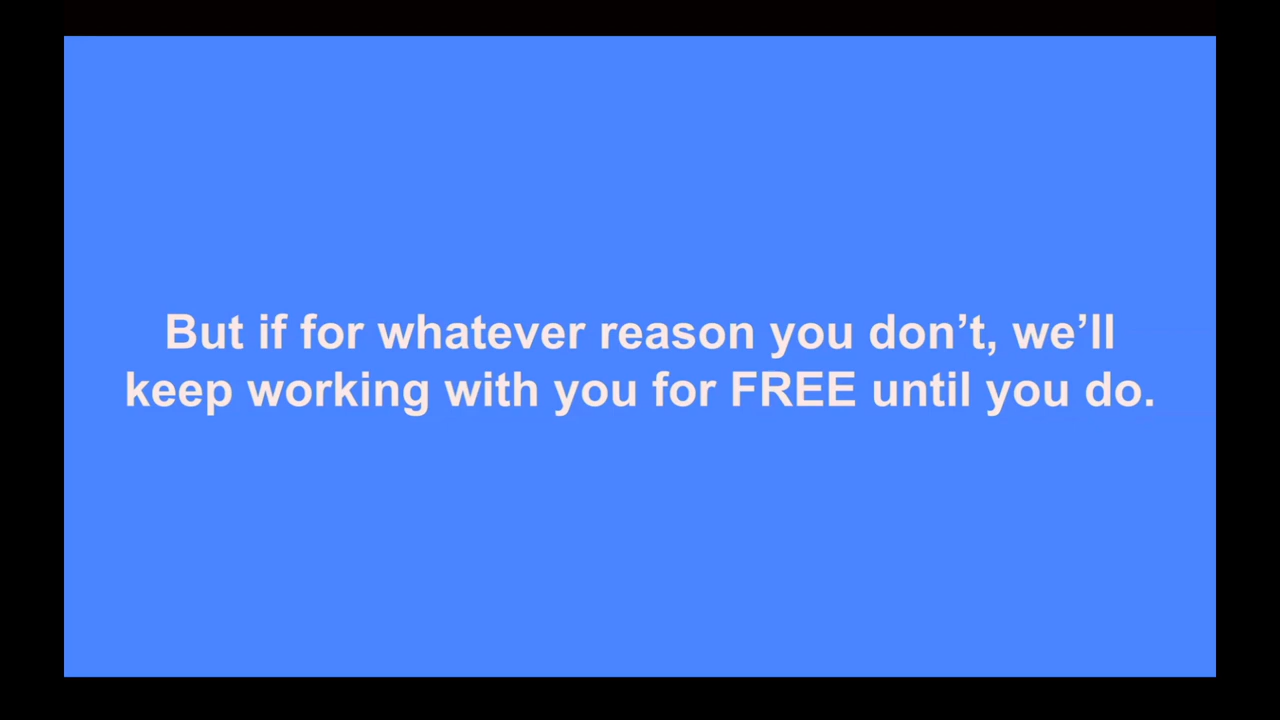 But if for whatever reason you don’t, we’ll
keep working with you for FREE until you do.